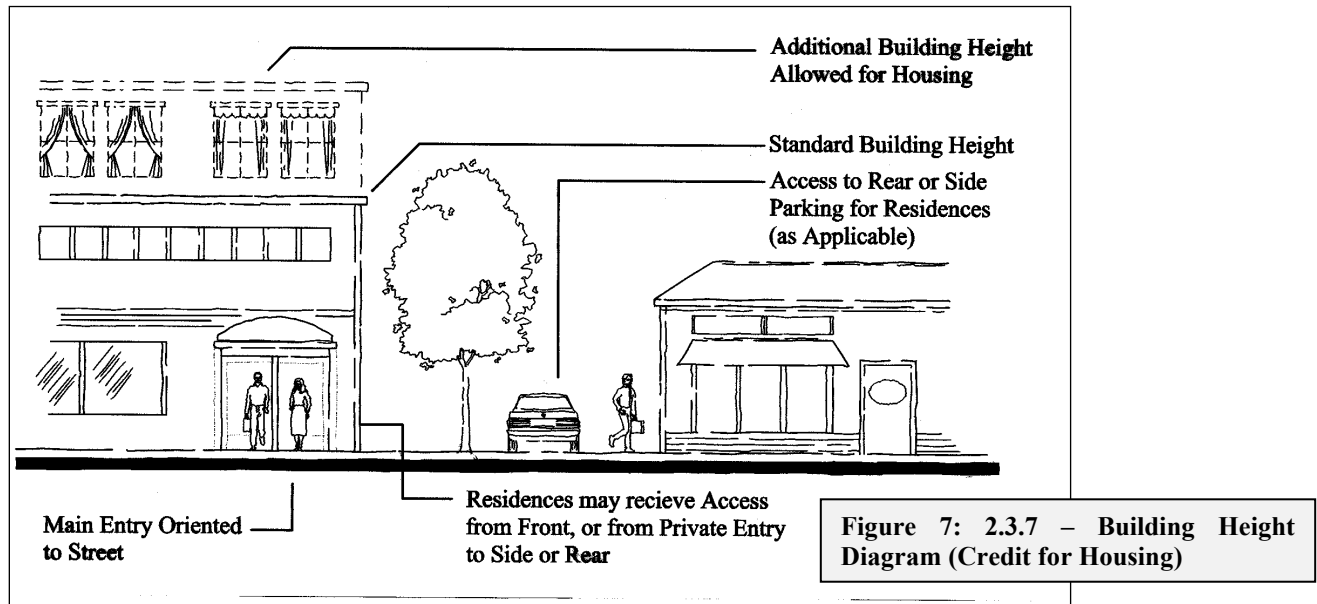 Additional Building Height
Allowed for Housing
Standard Building Height
Access to Rear or Side
Parking for Residences
(as Applicable)
Main Entry Oriented
to Street
Residences may recieve Access
from Front, or from Private Entry
to Side or Rear
Figure 7: 2.3.7 – Building Height
Diagram (Credit for Housing)